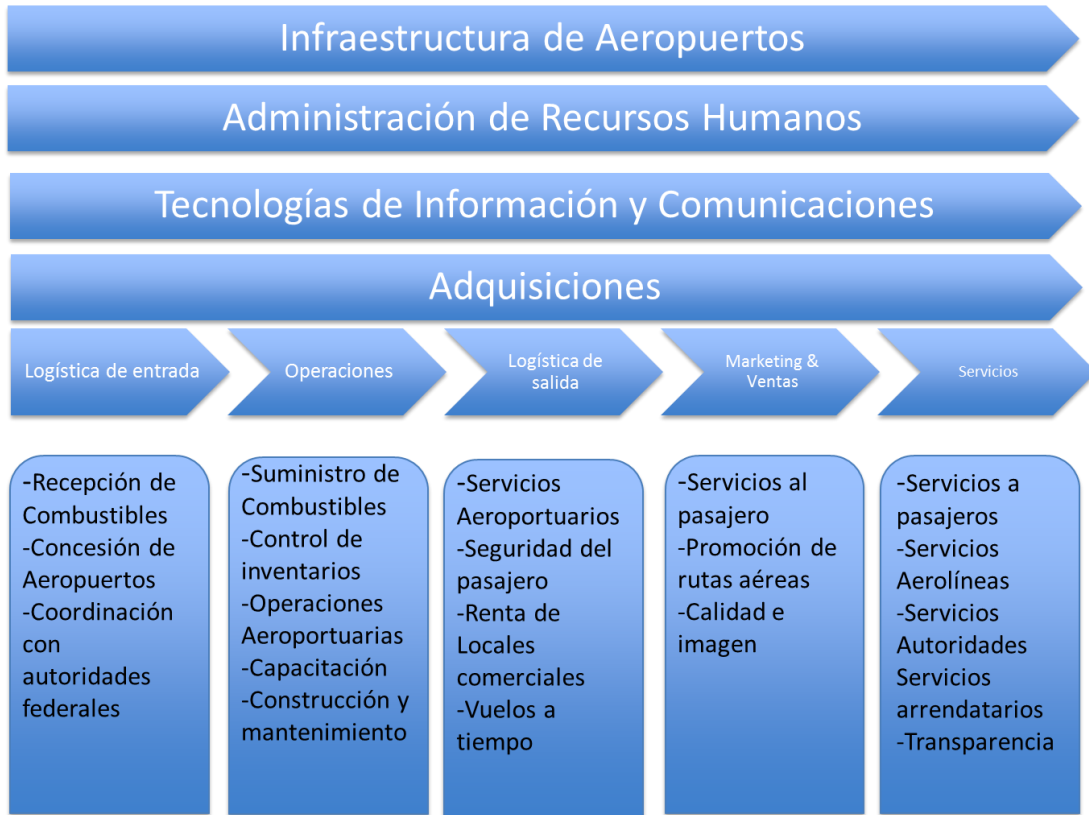 Infraestructura de Aeropuertos
Administración de Recursos Humanos
Tecnologías de Información y Comunicaciones
Adquisiciones
Logística de entrada
Operaciones
Logística de
salida
Marketing &
Ventas
Servicios
-Recepción de
Combustibles
-Concesión de
Aeropuertos
-Coordinación
con
autoridades
federales
-Suministro de
Combustibles
-Control de
inventarios
-Operaciones
Aeroportuarias
-Capacitación
-Construcción y
mantenimiento
-Servicios
Aeroportuarios
-Seguridad del
pasajero
-Renta de
Locales
comerciales
-Vuelos a
tiempo
-Servicios al
pasajero
-Promoción de
rutas aéreas
-Calidad e
imagen
-Servicios a
pasajeros
-Servicios
Aerolíneas
-Servicios
Autoridades
Servicios
arrendatarios
-Transparencia